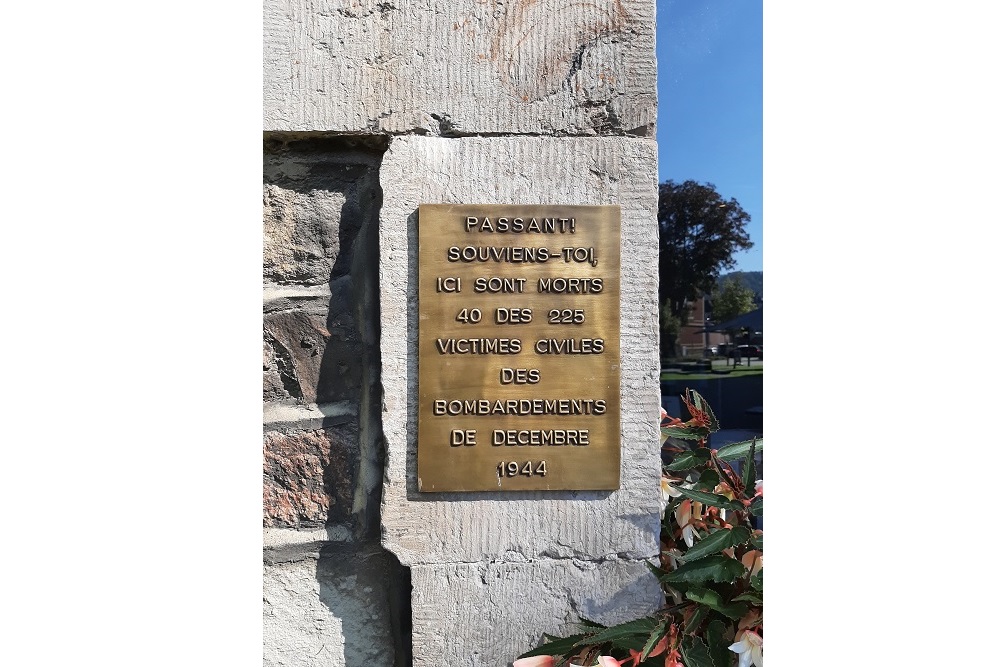 PASSANT!
SOUVIENS-TOI,
ICI SONT MORTS
40 DES 225
VICTIMES CIVILES
DES
BOMBARDEMENTS
DE DECEMBRE
1944